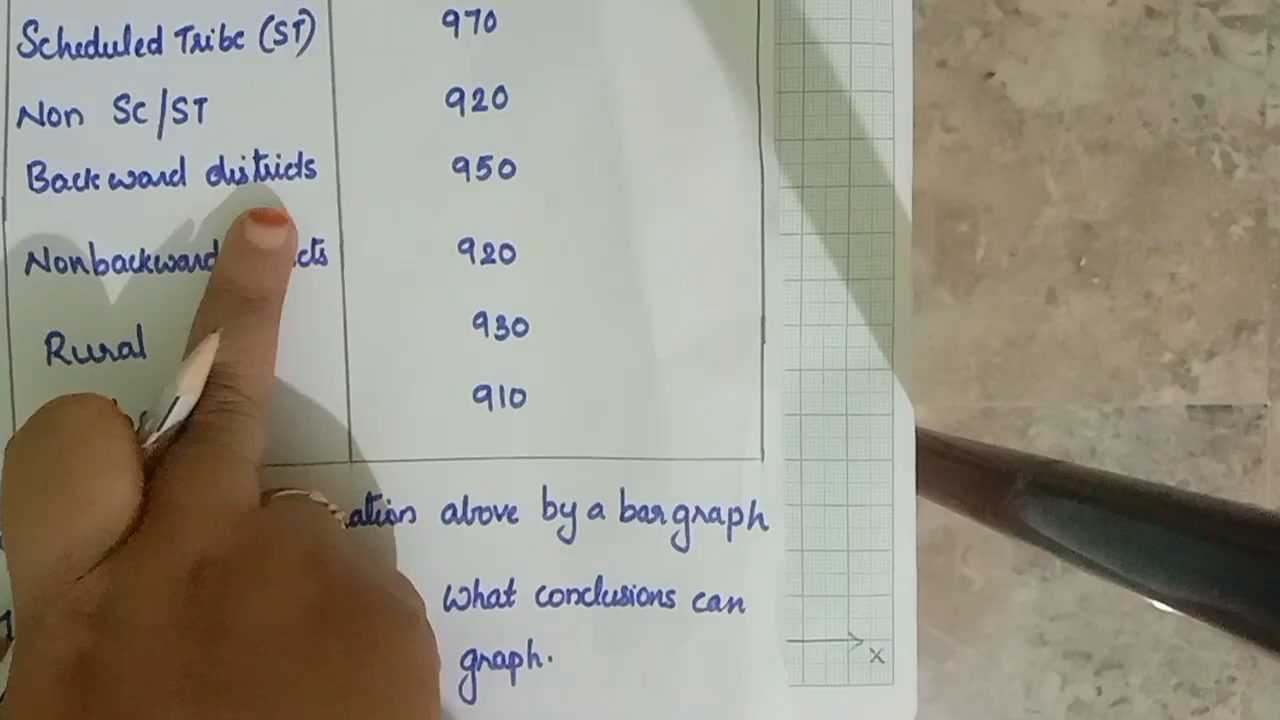 Scheduled Tribe (ST) 970
Non SC/ST 920
Backward districts 950
Nonbackward 920
Rural 930
910
above by a bar graph
what conclusions can
graph.
X